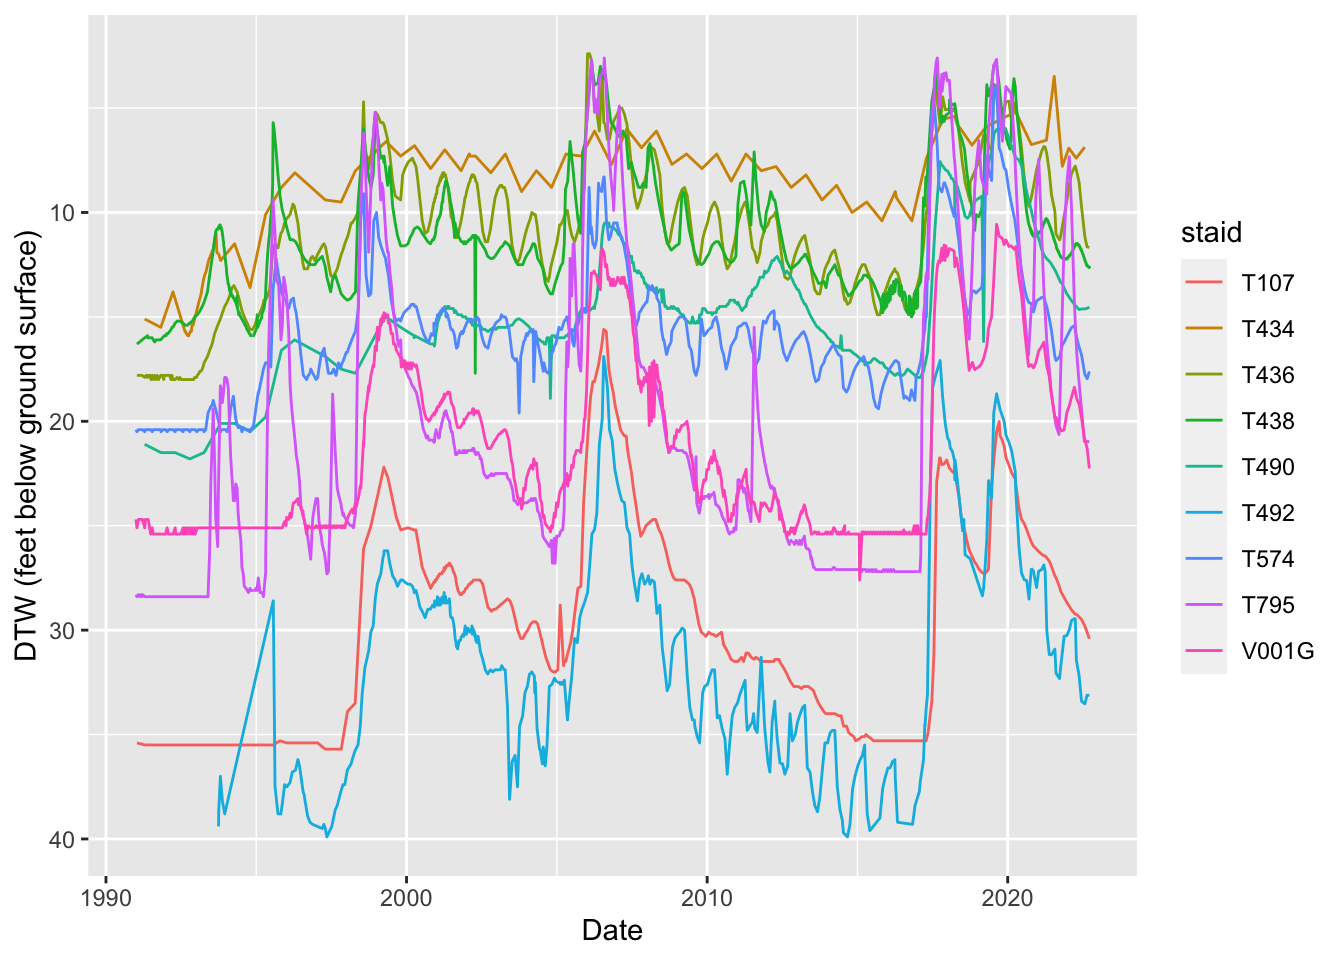 DTW (feet below ground surface)
10
20
30
40
1990
2000
2010
2020
Date
staid
T107
T434
T436
T438
T490
T492
T574
T795
V001G